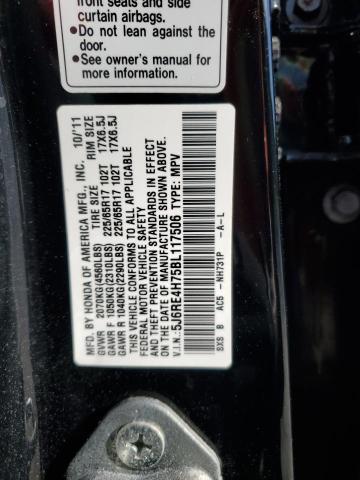 front seats and side
curtain airbags.
•Do not lean against the
door.
•See owner's manual for
more information.
MFD. BY HONDA OF AMERICA MFG., INC. 10/'11
TIRE SIZE RIM SIZE
GVWR 2070KG(4560LBS)
GAWR F 1050KG(2310LBS) 225/65R17 102T 17X6.5J
GAWR R 1040KG(2290LBS) 225/65R17 102T 17X6.5J
THIS VEHICLE CONFORMS TO ALL APPLICABLE
FEDERAL MOTOR VEHICLE SAFETY AND
THEFT PREVENTION STANDARDS IN EFFECT
ON THE DATE OF MANUFACTURE SHOWN ABOVE.
V.I.N.: 5J6RE4H75BL117506 TYPE: MPV
SXS B AC5 -NH731P -A-L